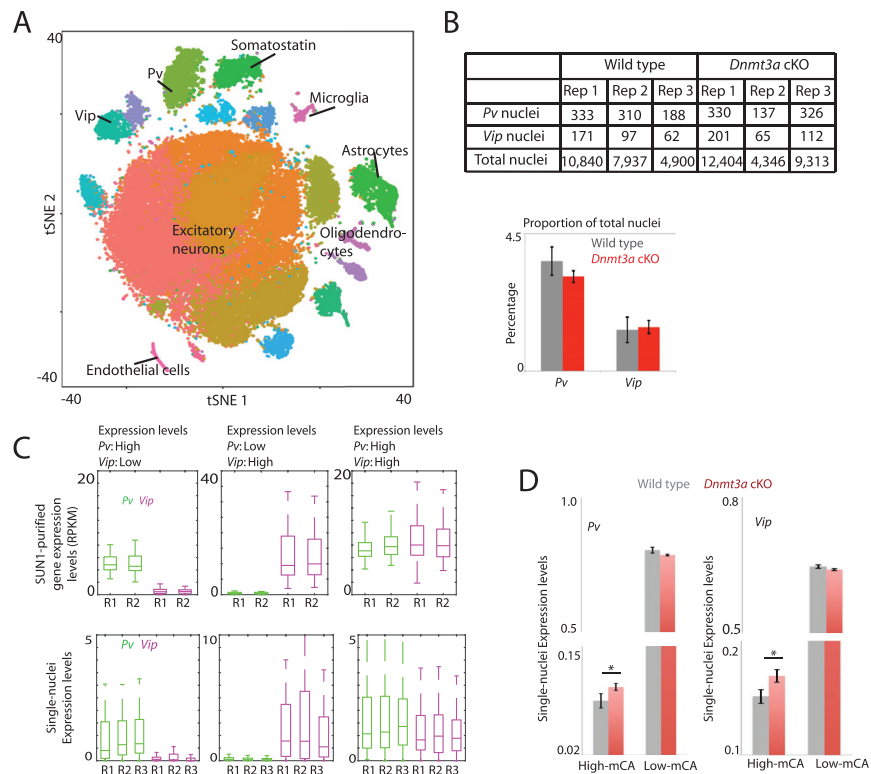 A
40
Somatostatin
Pv
Microglia
Vip
Astrocytes
tSNE 2
Excitatory
neurons
Oligodendro-
cytes
Endothelial cells
-40
-40
tSNE 1
40
B
Wild type
Dnmt3a cKO
Rep 1
Rep 2
Rep 3
Rep 1
Rep 2
Rep 3
Pv nuclei
333
310
188
330
137
326
Vip nuclei
171
97
62
201
65
112
Total nuclei
10,840
7,937
4,900
12,404
4,346
9,313
Proportion of total nuclei
4.5
Wild type
Dnmt3a cKO
Percentage
0
Pv
Vip
C
Expression levels
Pv: High
Vip: Low
Expression levels
Pv: Low
Vip: High
Expression levels
Pv: High
Vip: High
SUN1-purified
gene expression
levels (RPKM)
20
Pv Vip
0
R1 R2 R1 R2
40
0
R1 R2 R1 R2
20
0
R1 R2 R1 R2
Single-nuclei
Expression levels
5
Pv Vip
0
R1 R2 R3 R1 R2 R3
10
0
R1 R2 R3 R1 R2 R3
5
0
R1 R2 R3 R1 R2 R3
D
Wild type
Dnmt3a cKO
Single-nuclei Expression levels
1.0
Pv
0.5
0.15
*
0.02
High-mCA
Low-mCA
Single-nuclei Expression levels
0.8
Vip
0.5
0.2
*
0.1
High-mCA
Low-mCA